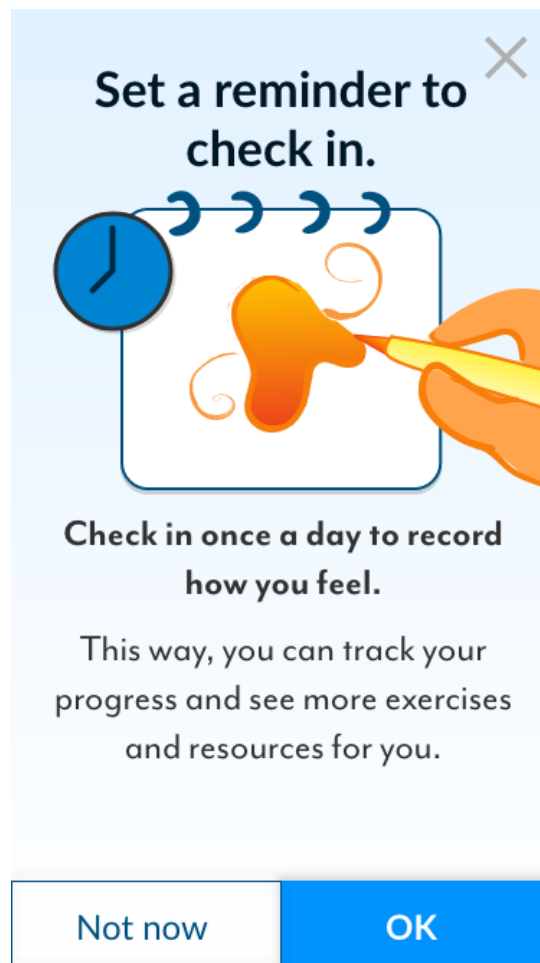 Set a reminder to
check in.
Check in once a day to record
how you feel.
This way, you can track your
progress and see more exercises
and resources for you.
Not now
OK